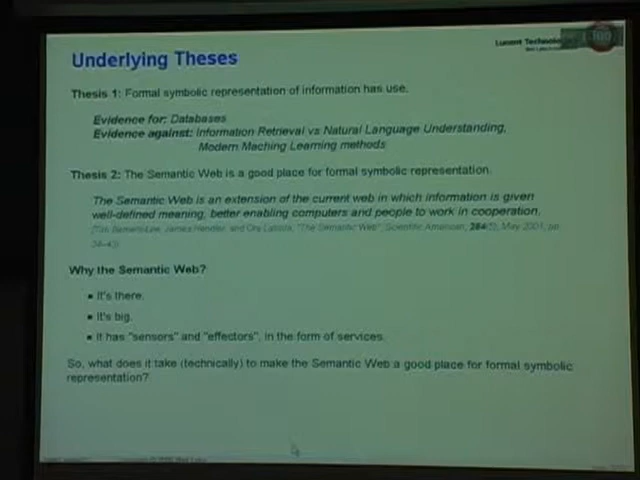 Lucent Technolo
Underlying Theses
Thesis 1: Formal symbolic representation of information has use.
Evidence for: Databases
Evidence against: Information Retrieval vs Natural Language Understanding,
Modern Maching Learning methods
Thesis 2: The Semantic Web is a good place for formal symbolic representation.
The Semantic Web is an extension of the current web in which information is given
well-defined meaning, better enabling computers and people to work in cooperation.
James Hendler, and Ora Lassila, "The Semantic Web", Scientific American, 284(5), May 2001, pp.
34–43)
Why the Semantic Web?
▪ It's there.
▪ It's big.
▪ It has "sensors" and "effectors", in the form of services.
So, what does it take (technically) to make the Semantic Web a good place for formal symbolic
representation?